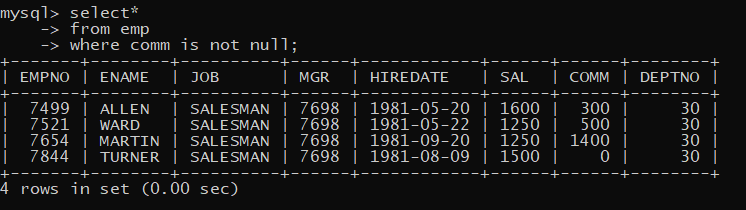 mysql> select*
    -> from emp
    -> where comm is not null;
+-------+--------+----------+------+------------+------+------+--------+
| EMPNO | ENAME  | JOB      | MGR  | HIREDATE   | SAL  | COMM | DEPTNO |
+-------+--------+----------+------+------------+------+------+--------+
|  7499 | ALLEN  | SALESMAN | 7698 | 1981-05-20 | 1600 |  300 |     30 |
|  7521 | WARD   | SALESMAN | 7698 | 1981-05-22 | 1250 |  500 |     30 |
|  7654 | MARTIN | SALESMAN | 7698 | 1981-09-20 | 1250 | 1400 |     30 |
|  7844 | TURNER | SALESMAN | 7698 | 1981-08-09 | 1500 |    0 |     30 |
+-------+--------+----------+------+------------+------+------+--------+
4 rows in set (0.00 sec)